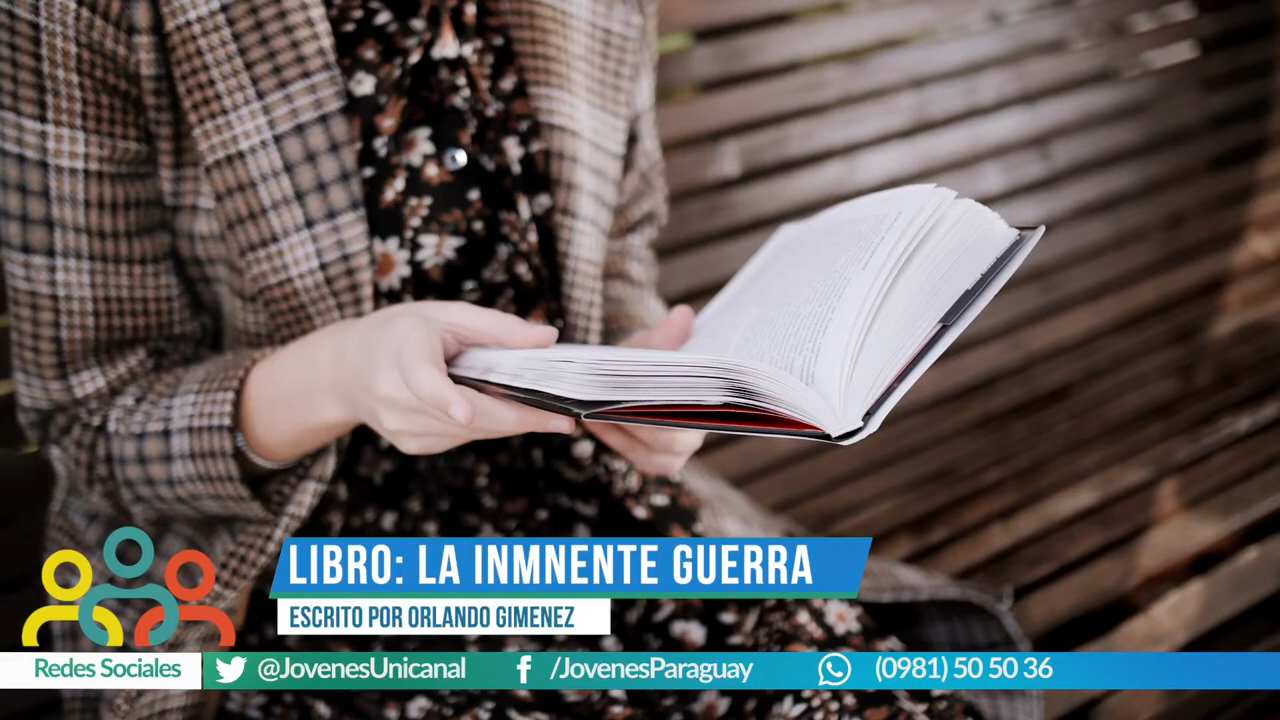 LIBRO: LA INMNENTE GUERRA
ESCRITO POR ORLANDO GIMENEZ
Redes Sociales @JovenesUnicanal /JovenesParaguay (0981) 50 50 36